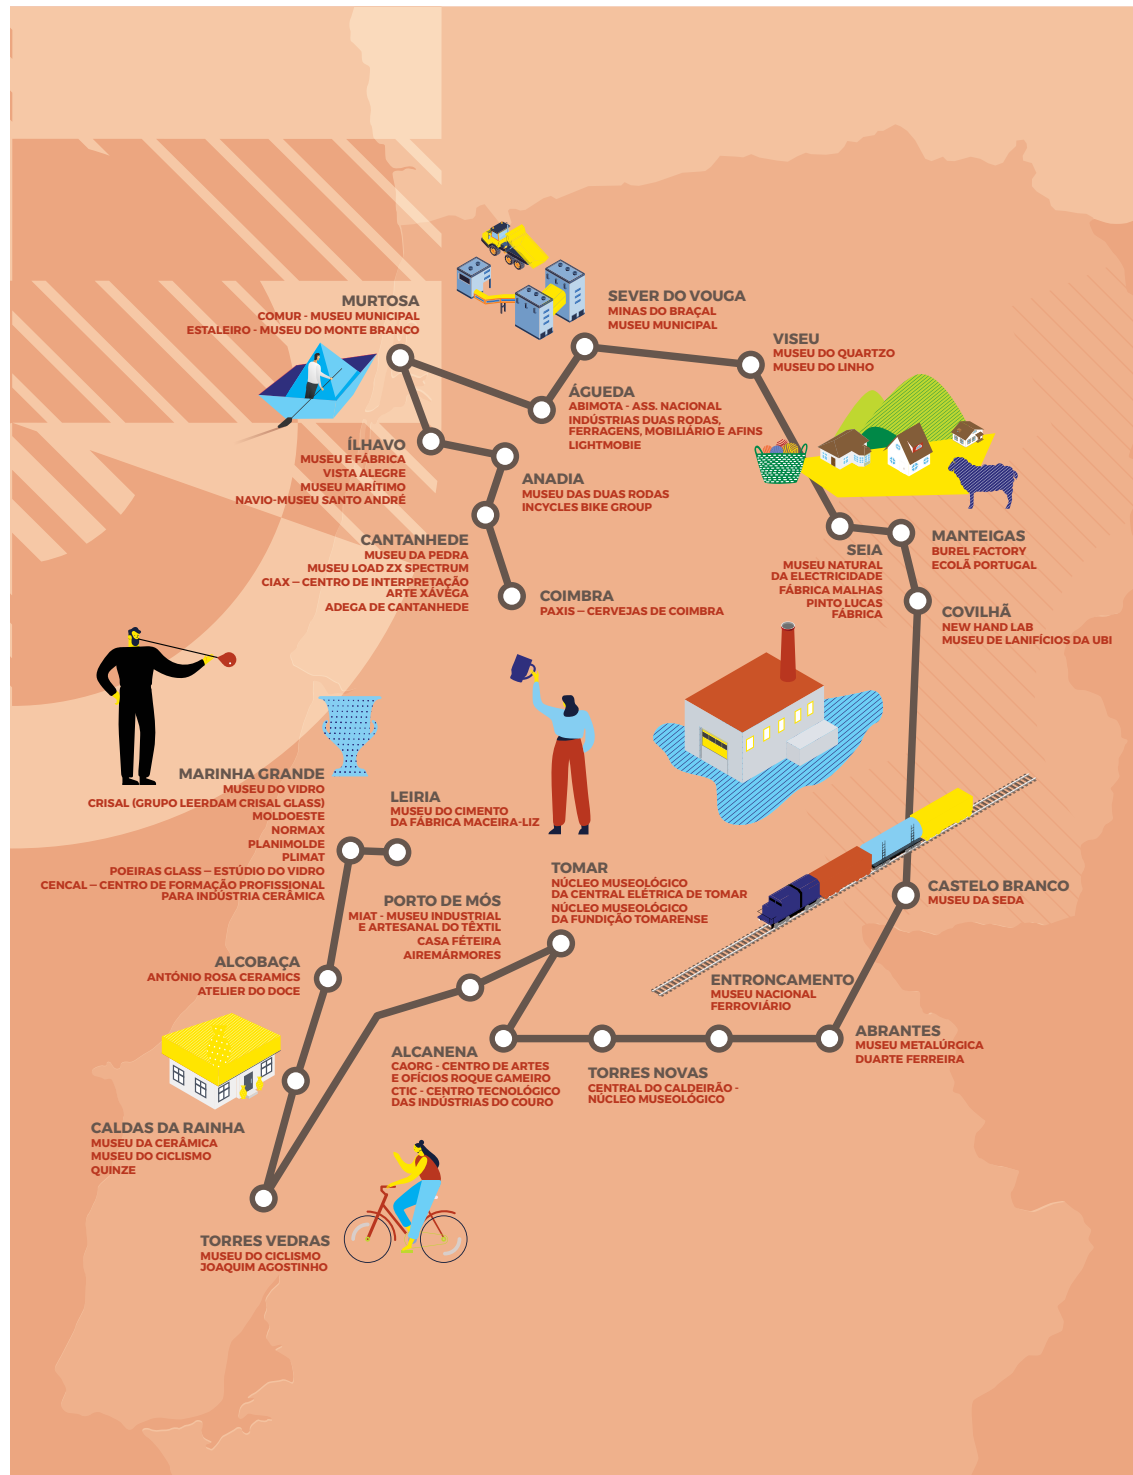 MURTOSA
COMUR - MUSEU MUNICIPAL
ESTALEIRO - MUSEU DO MONTE BRANCO
SEVER DO VOUGA
MINAS DO BRAÇAL
MUSEU MUNICIPAL
VISEU
MUSEU DO QUARTZO
MUSEU DO LINHO
ÁGUEDA
ABIMOTA - ASS. NACIONAL
INDÚSTRIAS DUAS RODAS,
FERRAGENS, MOBILIÁRIO E AFINS
LIGHTMOBIE
ÍLHAVO
MUSEU E FÁBRICA
VISTA ALEGRE
MUSEU MARÍTIMO
NAVIO-MUSEU SANTO ANDRÉ
ANADIA
MUSEU DAS DUAS RODAS
INCYCLES BIKE GROUP
CANTANHEDE
MUSEU DA PEDRA
MUSEU LOAD ZX SPECTRUM
CIAX – CENTRO DE INTERPRETAÇÃO
ARTE XÁVEGA
ADEGA DE CANTANHEDE
COIMBRA
PAXIS – CERVEJAS DE COIMBRA
SEIA
MUSEU NATURAL
DA ELECTRICIDADE
FÁBRICA MALHAS
PINTO LUCAS
FÁBRICA
MANTEIGAS
BUREL FACTORY
ECOLÃ PORTUGAL
COVILHÃ
NEW HAND LAB
MUSEU DE LANIFÍCIOS DA UBI
MARINHA GRANDE
MUSEU DO VIDRO
CRISAL (GRUPO LEERDAM CRISAL GLASS)
MOLDOESTE
NORMAX
PLANIMOLDE
PLIMAT
POEIRAS GLASS – ESTÚDIO DO VIDRO
CENCAL – CENTRO DE FORMAÇÃO PROFISSIONAL
PARA INDÚSTRIA CERÂMICA
LEIRIA
MUSEU DO CIMENTO
DA FÁBRICA MACEIRA-LIZ
TOMAR
NÚCLEO MUSEOLÓGICO
DA CENTRAL ELÉTRICA DE TOMAR
NÚCLEO MUSEOLÓGICO
DA FUNDIÇÃO TOMARENSE
CASTELO BRANCO
MUSEU DA SEDA
PORTO DE MÓS
MIAT - MUSEU INDUSTRIAL
E ARTESANAL DO TÊXTIL
CASA FÉTEIRA
AIREMÁRMORES
ALCOBAÇA
ANTÓNIO ROSA CERAMICS
ATELIER DO DOCE
ENTRONCAMENTO
MUSEU NACIONAL
FERROVIÁRIO
ABRANTES
MUSEU METALÚRGICA
DUARTE FERREIRA
ALCANENA
CAORG - CENTRO DE ARTES
E OFÍCIOS ROQUE GAMEIRO
CTIC - CENTRO TECNOLÓGICO
DAS INDÚSTRIAS DO COURO
TORRES NOVAS
CENTRAL DO CALDEIRÃO -
NÚCLEO MUSEOLÓGICO
CALDAS DA RAINHA
MUSEU DA CERÂMICA
MUSEU DO CICLISMO
QUINZE
TORRES VEDRAS
MUSEU DO CICLISMO
JOAQUIM AGOSTINHO